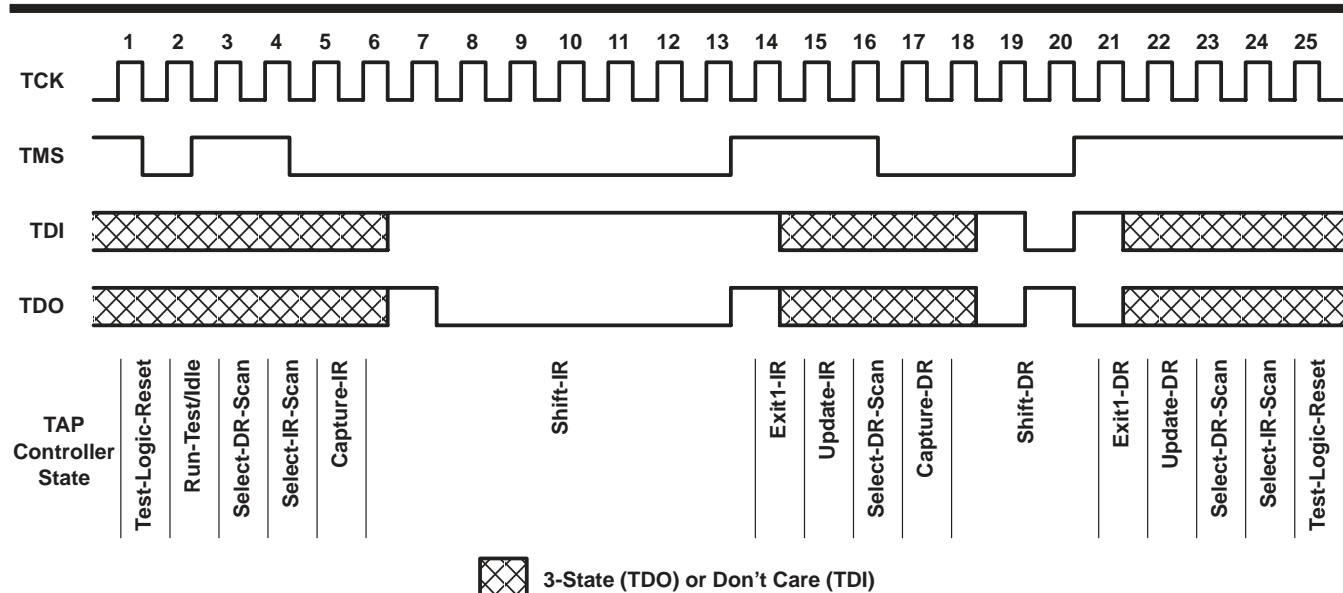 1 2 3 4 5 6 7 8 9 10 11 12 13 14 15 16 17 18 19 20 21 22 23 24 25
TCK
TMS
TDI
TDO
TAP
Controller
State
Test-Logic-Reset
Run-Test/Idle
Select-DR-Scan
Select-IR-Scan
Capture-IR
Shift-IR
Exit1-IR
Update-IR
Select-DR-Scan
Capture-DR
Shift-DR
Exit1-DR
Update-DR
Select-DR-Scan
Select-IR-Scan
Test-Logic-Reset
3-State (TDO) or Don’t Care (TDI)